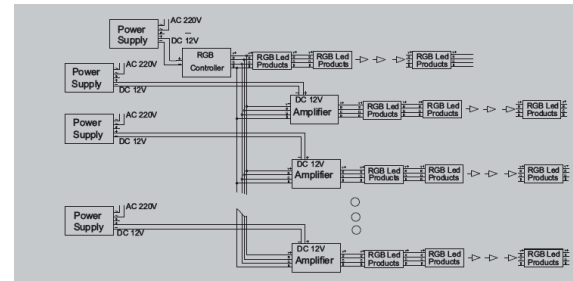 AC 220V
Power
Supply
DC 12V
RGB
Controller
RGB Led
Products
RGB Led
Products
RGB Led
Products
AC 220V
Power
Supply
DC 12V
DC 12V
Amplifier
RGB Led
Products
RGB Led
Products
RGB Led
Products
AC 220V
Power
Supply
DC 12V
DC 12V
Amplifier
RGB Led
Products
RGB Led
Products
RGB Led
Products
AC 220V
Power
Supply
DC 12V
DC 12V
Amplifier
RGB Led
Products
RGB Led
Products
RGB Led
Products